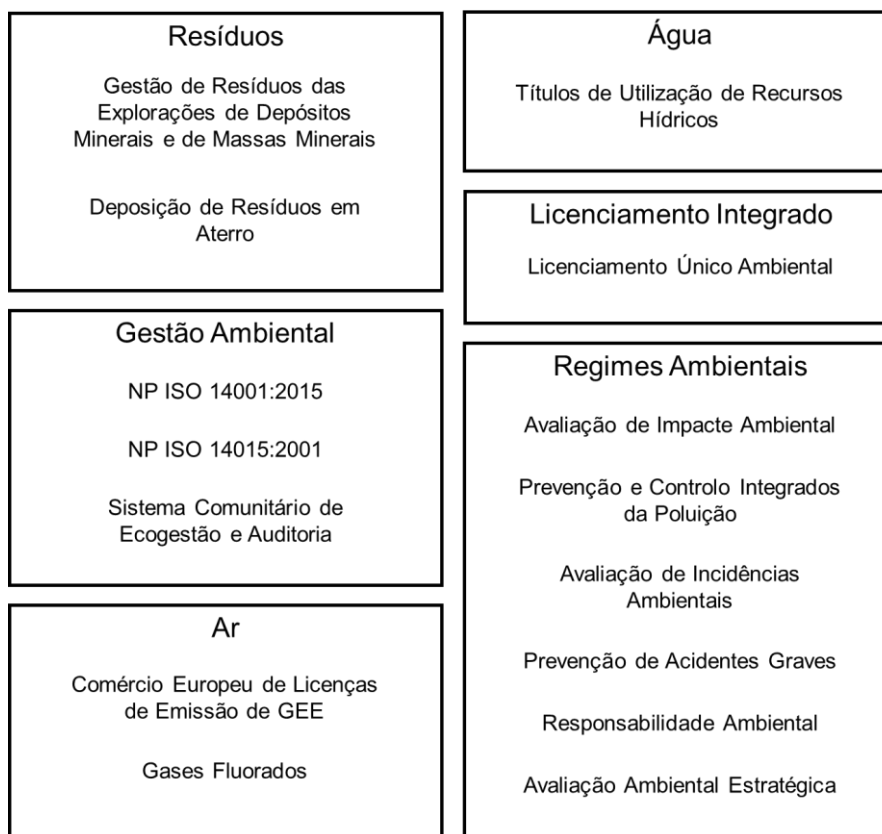 Resíduos
Gestão de Resíduos das
Explorações de Depósitos
Minerais e de Massas Minerais
Deposição de Resíduos em
Aterro
Gestão Ambiental
NP ISO 14001:2015
NP ISO 14015:2001
Sistema Comunitário de
Ecogestão e Auditoria
Ar
Comércio Europeu de Licenças
de Emissão de GEE
Gases Fluorados
Água
Títulos de Utilização de Recursos
Hídricos
Licenciamento Integrado
Licenciamento Único Ambiental
Regimes Ambientais
Avaliação de Impacte Ambiental
Prevenção e Controlo Integrados
da Poluição
Avaliação de Incidências
Ambientais
Prevenção de Acidentes Graves
Responsabilidade Ambiental
Avaliação Ambiental Estratégica